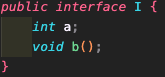 public interface I {
    int a;
    void b();
}